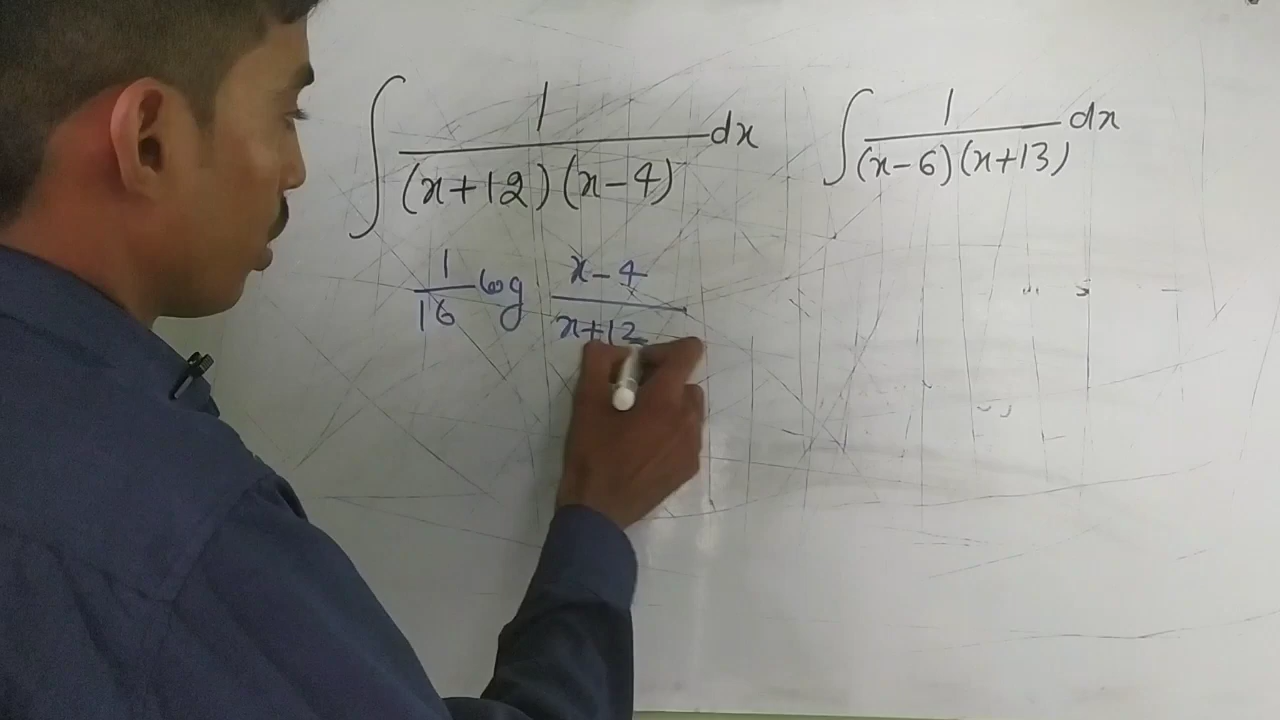 ∫ 1/((x+12)(x-4)) dx
1/16 log (x-4)/(x+12)
∫ 1/((x-6)(x+13)) dx